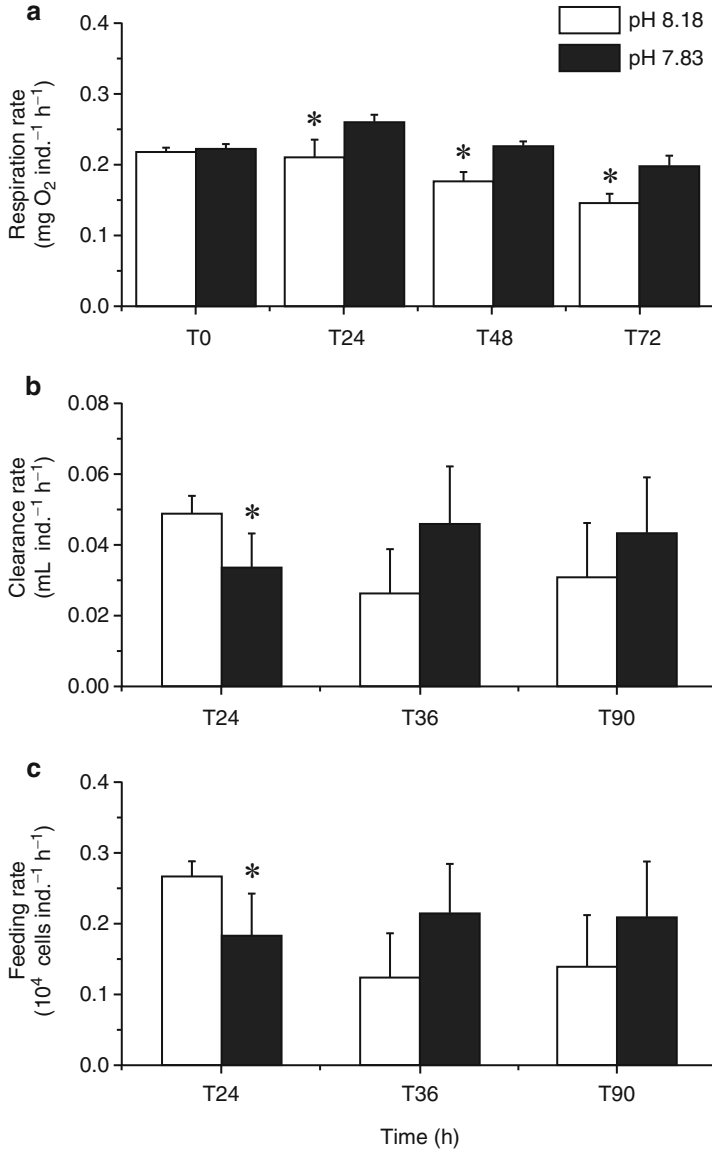 a
pH 8.18
pH 7.83
Respiration rate
(mg O₂ ind.⁻¹ h⁻¹)
0.4
0.3
0.2
0.1
0.0
*
*
*
T0 T24 T48 T72
b
Clearance rate
(mL ind.⁻¹ h⁻¹)
0.08
0.06
0.04
0.02
0.00
*
T24 T36 T90
c
Feeding rate
(10⁴ cells ind.⁻¹ h⁻¹)
0.4
0.3
0.2
0.1
0.0
*
T24 T36 T90
Time (h)